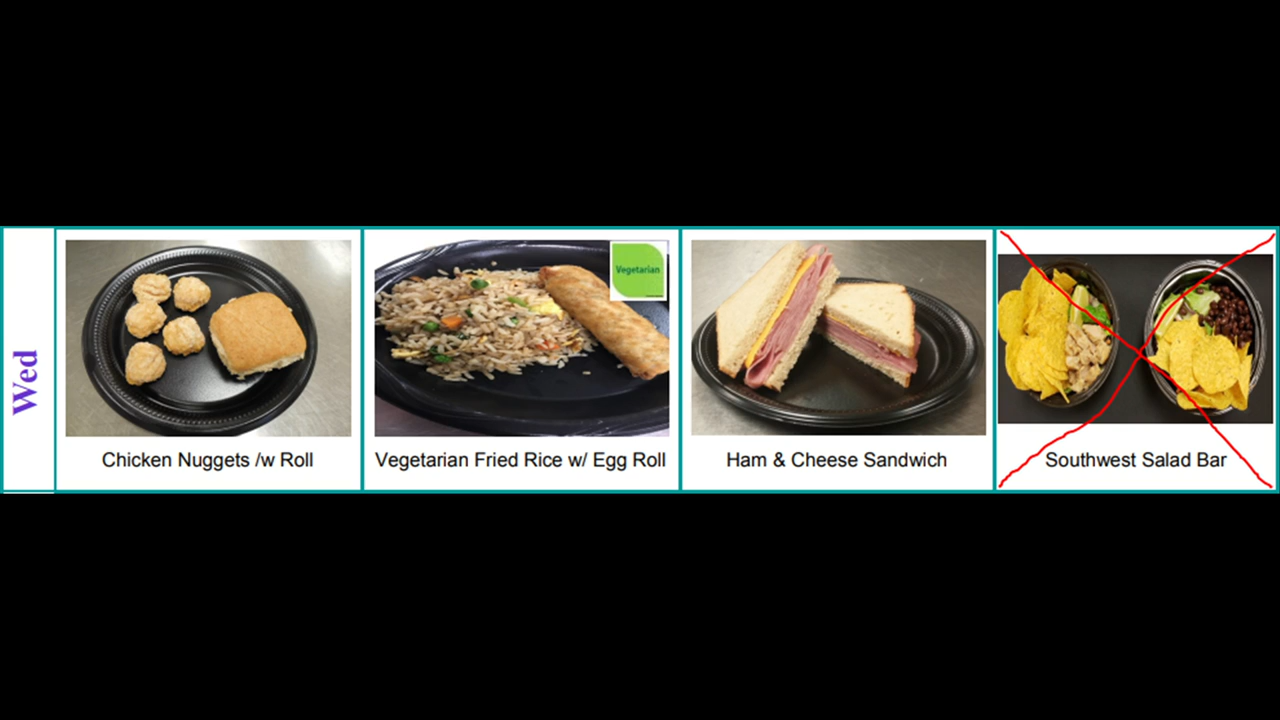 Wed
Vegetarian
Chicken Nuggets /w Roll
Vegetarian Fried Rice w/ Egg Roll
Ham & Cheese Sandwich
Southwest Salad Bar